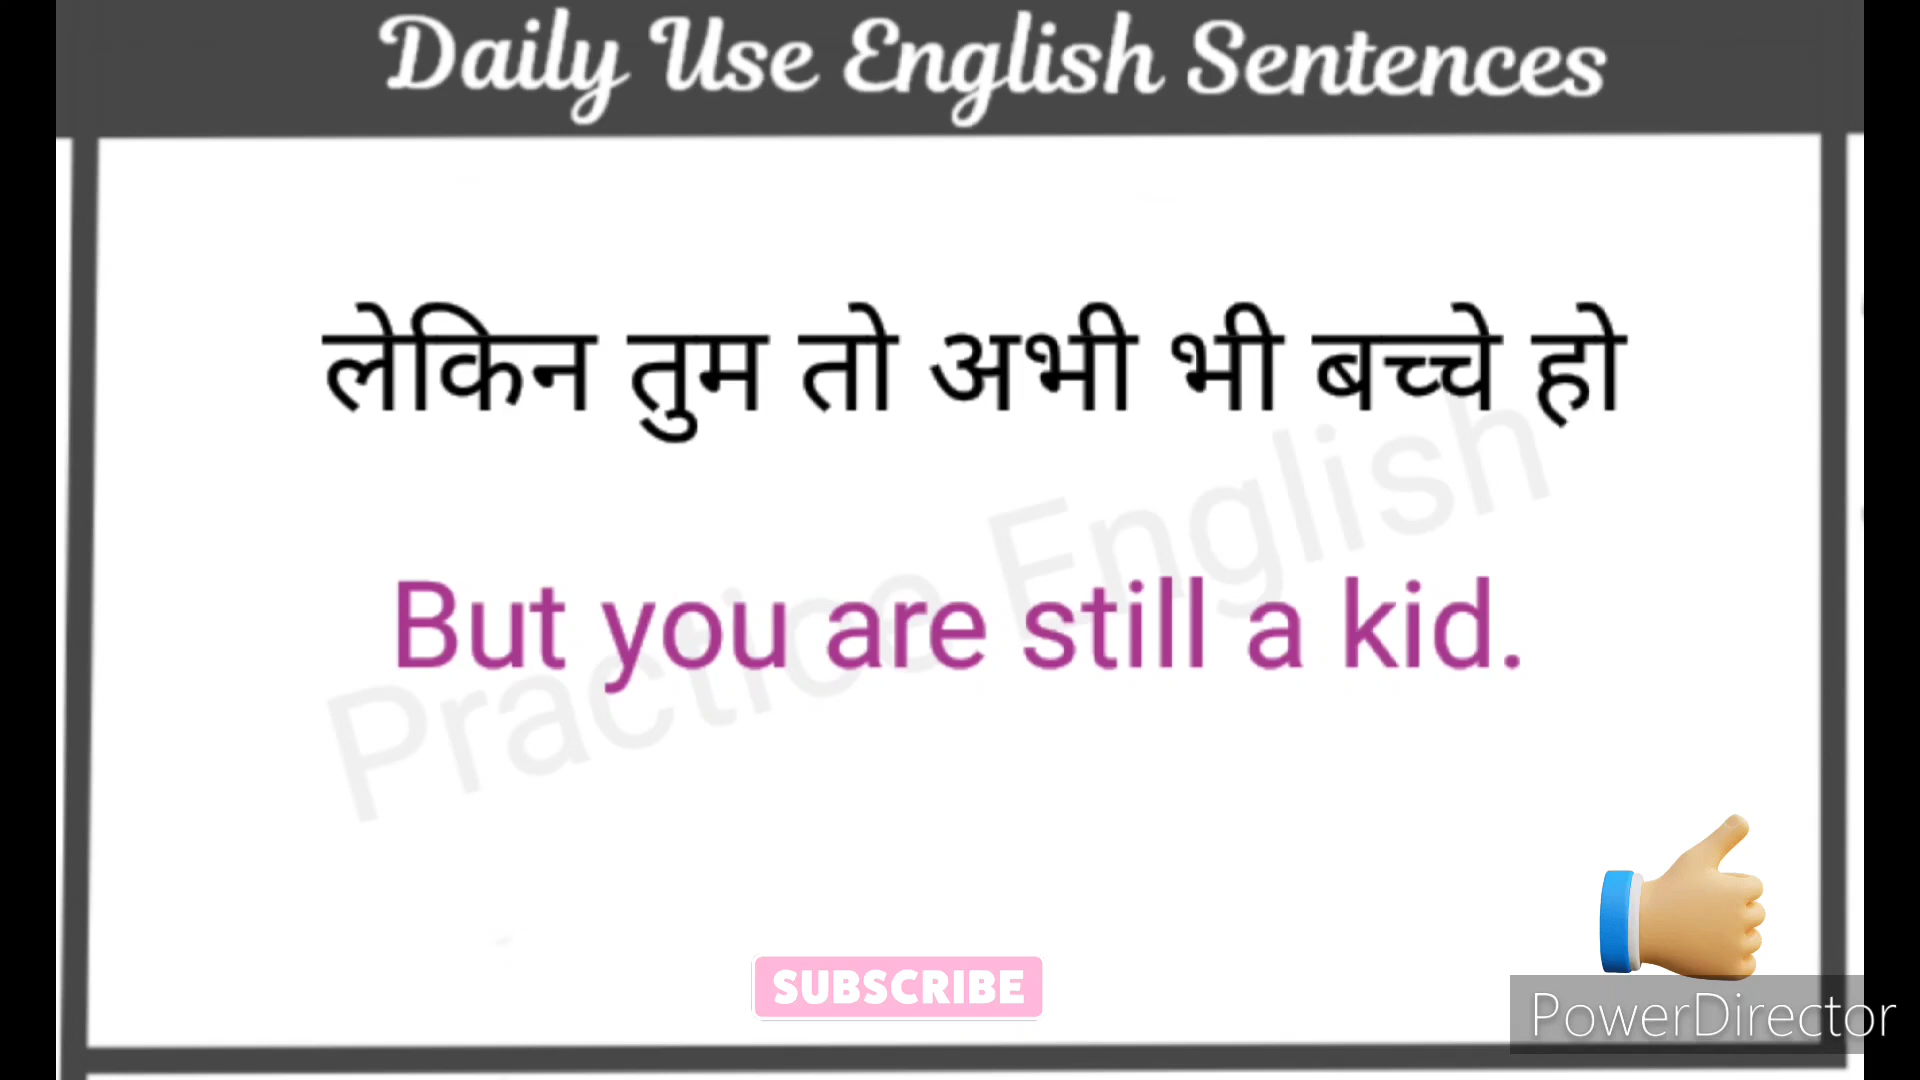 Daily Use English Sentences
लेकिन तुम तो अभी भी बच्चे हो
But you are still a kid.
Practice English
SUBSCRIBE
PowerDirector